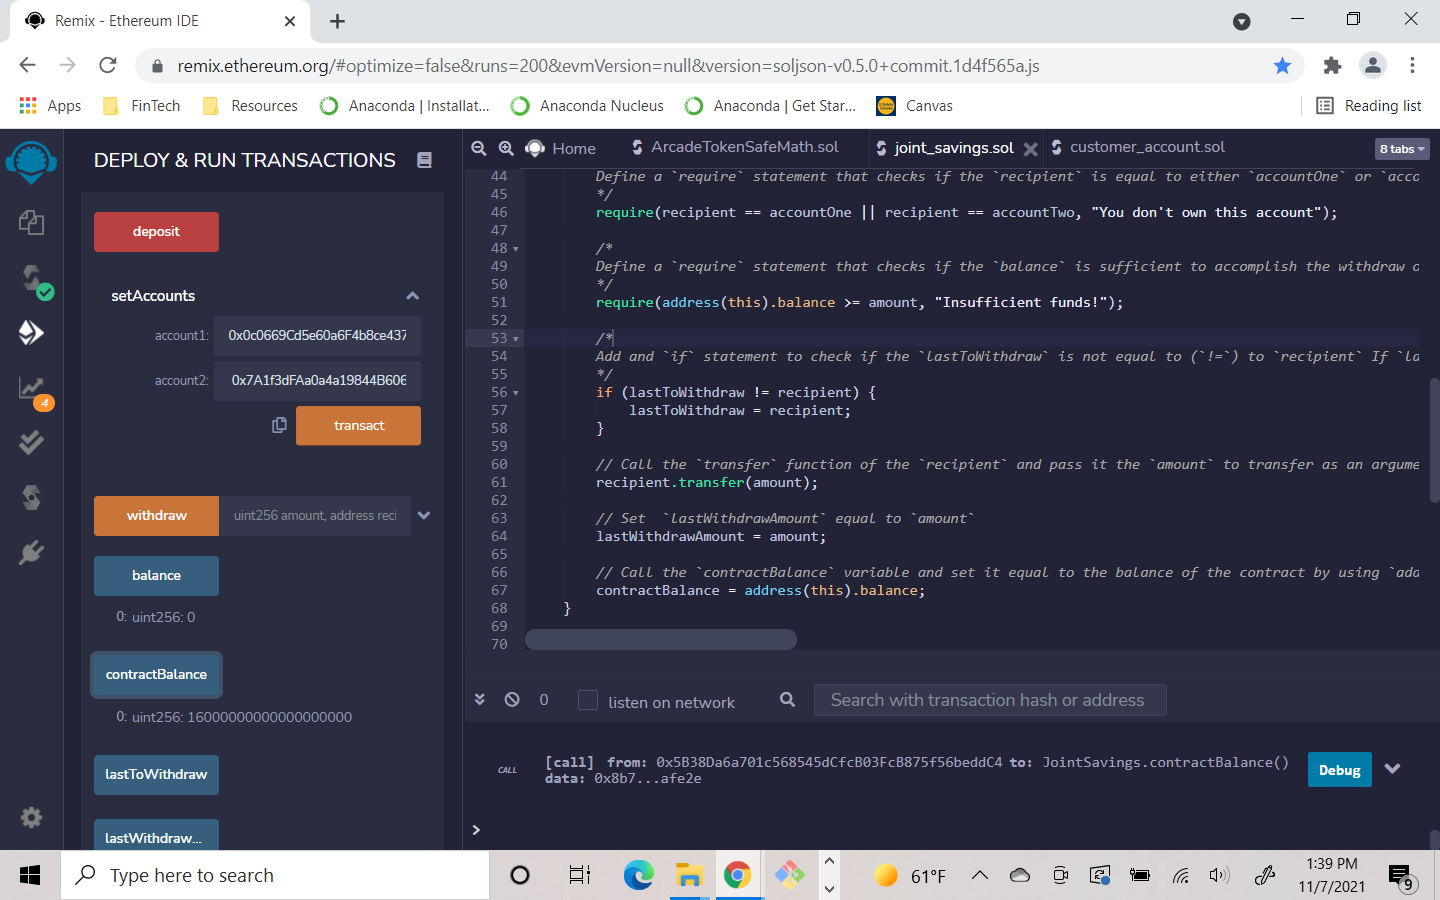 Remix - Ethereum IDE
remix.ethereum.org/#optimize=false&runs=200&evmVersion=null&version=soljson-v0.5.0+commit.1d4f565a.js
Apps FinTech Resources Anaconda | Installat... Anaconda Nucleus Anaconda | Get Star... Canvas Reading list
DEPLOY & RUN TRANSACTIONS
deposit
setAccounts
account1: 0x0c0669Cd5e60a6F4b8ce437
account2: 0x7A1f3dFAa0a4a19844B606
transact
withdraw uint256 amount, address reci
balance
0: uint256: 0
contractBalance
0: uint256: 16000000000000000000
lastToWithdraw
lastWithdraw...
4
Home ArcadeTokenSafeMath.sol joint_savings.sol customer_account.sol 8 tabs
44 Define a `require` statement that checks if the `recipient` is equal to either `accountOne` or `acco
45 */
46 require(recipient == accountOne || recipient == accountTwo, "You don't own this account");
47
48 /*
49 Define a `require` statement that checks if the `balance` is sufficient to accomplish the withdraw o
50 */
51 require(address(this).balance >= amount, "Insufficient funds!");
52
53 /*
54 Add and `if` statement to check if the `lastToWithdraw` is not equal to (`!=`) to `recipient` If `la
55 */
56 if (lastToWithdraw != recipient) {
57 lastToWithdraw = recipient;
58 }
59
60 // Call the `transfer` function of the `recipient` and pass it the `amount` to transfer as an argume
61 recipient.transfer(amount);
62
63 // Set  `lastWithdrawAmount` equal to `amount`
64 lastWithdrawAmount = amount;
65
66 // Call the `contractBalance` variable and set it equal to the balance of the contract by using `ada
67 contractBalance = address(this).balance;
68 }
69
70
0 listen on network Search with transaction hash or address
CALL [call] from: 0x5B38Da6a701c568545dCfcB03FcB875f56beddC4 to: JointSavings.contractBalance()
data: 0x8b7...afe2e
Debug
>
Type here to search
61°F
1:39 PM
11/7/2021
9